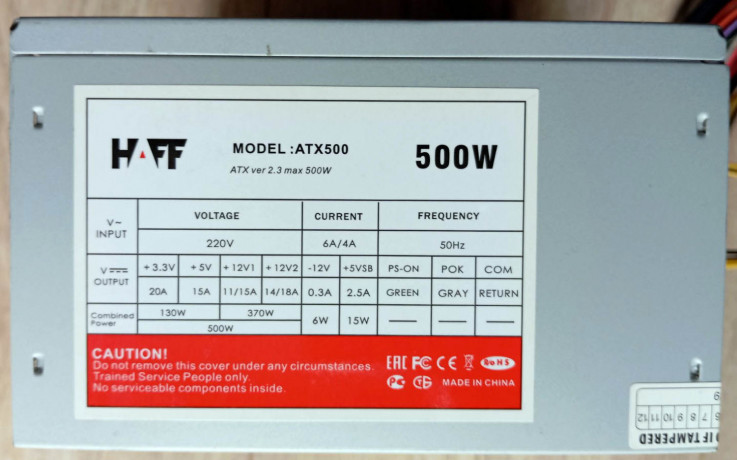 HAFF
MODEL :ATX500
ATX ver 2.3 max 500W
500W
V~ INPUT
VOLTAGE CURRENT FREQUENCY
220V 6A/4A 50Hz
V OUTPUT
+3.3V +5V +12V1 +12V2 -12V +5VSB PS-ON POK COM
20A 15A 11/15A 14/18A 0.3A 2.5A GREEN GRAY RETURN
Combined Power
130W 370W 6W 15W — — —
500W
CAUTION!
Do not remove this cover under any circumstances.
Trained Service People only.
No serviceable components inside.
EAC FC CE RoHS
MADE IN CHINA
6 7 8 9 10 11 12
D IF TAMPERED